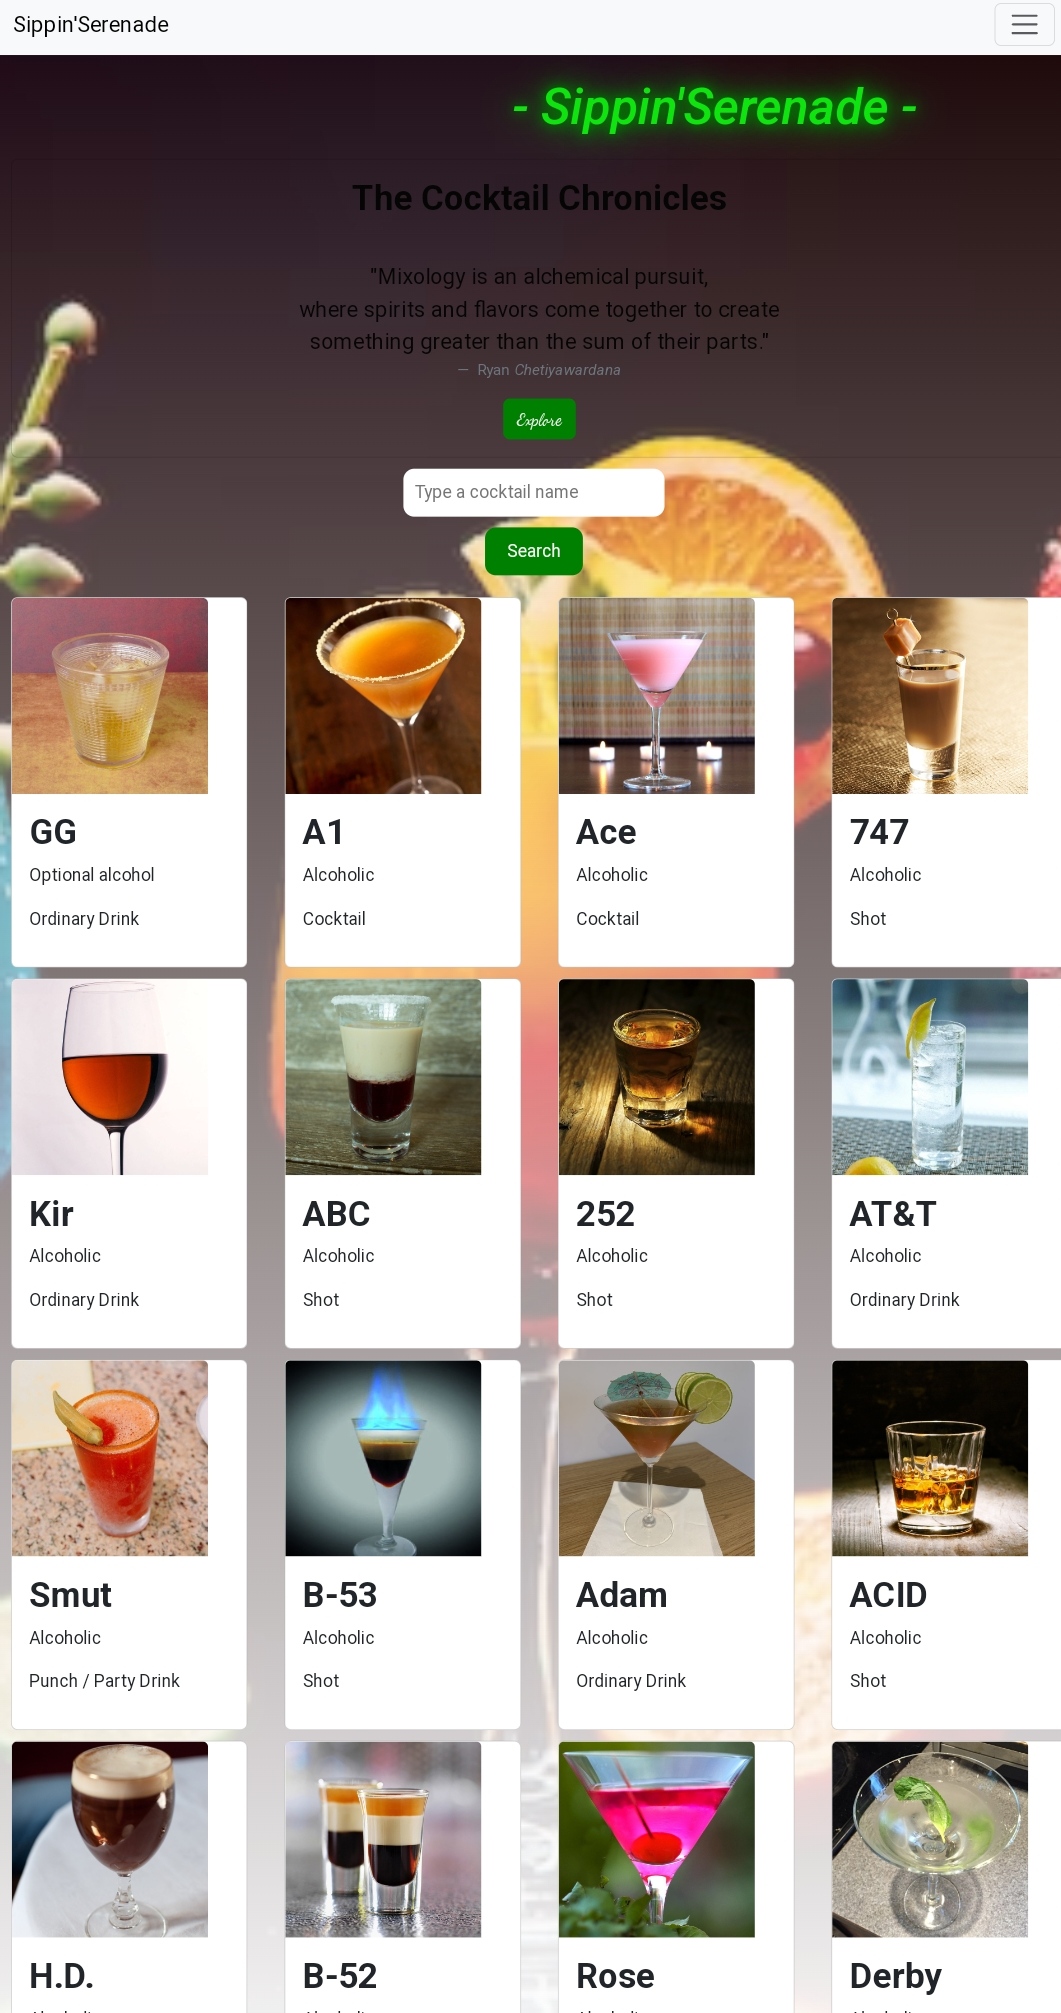 Sippin'Serenade
- Sippin'Serenade -
The Cocktail Chronicles
"Mixology is an alchemical pursuit,
where spirits and flavors come together to create
something greater than the sum of their parts."
— Ryan Chetiyawardana
Explore
Type a cocktail name
Search
GG
Optional alcohol
Ordinary Drink
A1
Alcoholic
Cocktail
Ace
Alcoholic
Cocktail
747
Alcoholic
Shot
Kir
Alcoholic
Ordinary Drink
ABC
Alcoholic
Shot
252
Alcoholic
Shot
AT&T
Alcoholic
Ordinary Drink
Smut
Alcoholic
Punch / Party Drink
B-53
Alcoholic
Shot
Adam
Alcoholic
Ordinary Drink
ACID
Alcoholic
Shot
H.D.
B-52
Rose
Derby